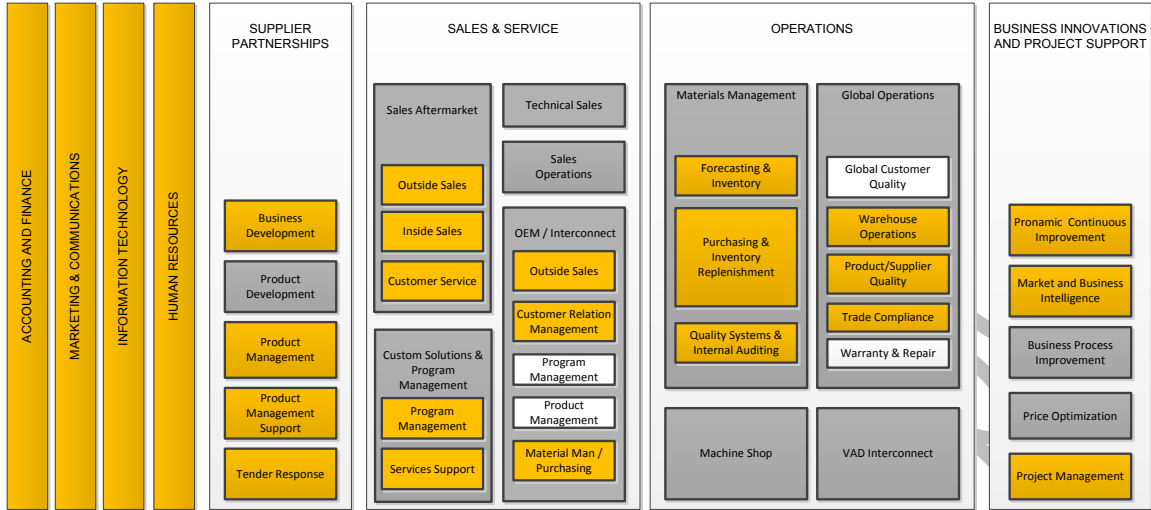 ACCOUNTING AND FINANCE
MARKETING & COMMUNICATIONS
INFORMATION TECHNOLOGY
HUMAN RESOURCES
SUPPLIER
PARTNERSHIPS
Business
Development
Product
Development
Product
Management
Product
Management
Support
Tender Response
SALES & SERVICE
Sales Aftermarket
Outside Sales
Inside Sales
Customer Service
Custom Solutions &
Program
Management
Program
Management
Services Support
Technical Sales
Sales
Operations
OEM / Interconnect
Outside Sales
Customer Relation
Management
Program
Management
Product
Management
Material Man /
Purchasing
OPERATIONS
Materials Management
Forecasting &
Inventory
Purchasing &
Inventory
Replenishment
Quality Systems &
Internal Auditing
Global Operations
Global Customer
Quality
Warehouse
Operations
Product/Supplier
Quality
Trade Compliance
Warranty & Repair
Machine Shop
VAD Interconnect
BUSINESS INNOVATIONS
AND PROJECT SUPPORT
Pronamic Continuous
Improvement
Market and Business
Intelligence
Business Process
Improvement
Price Optimization
Project Management